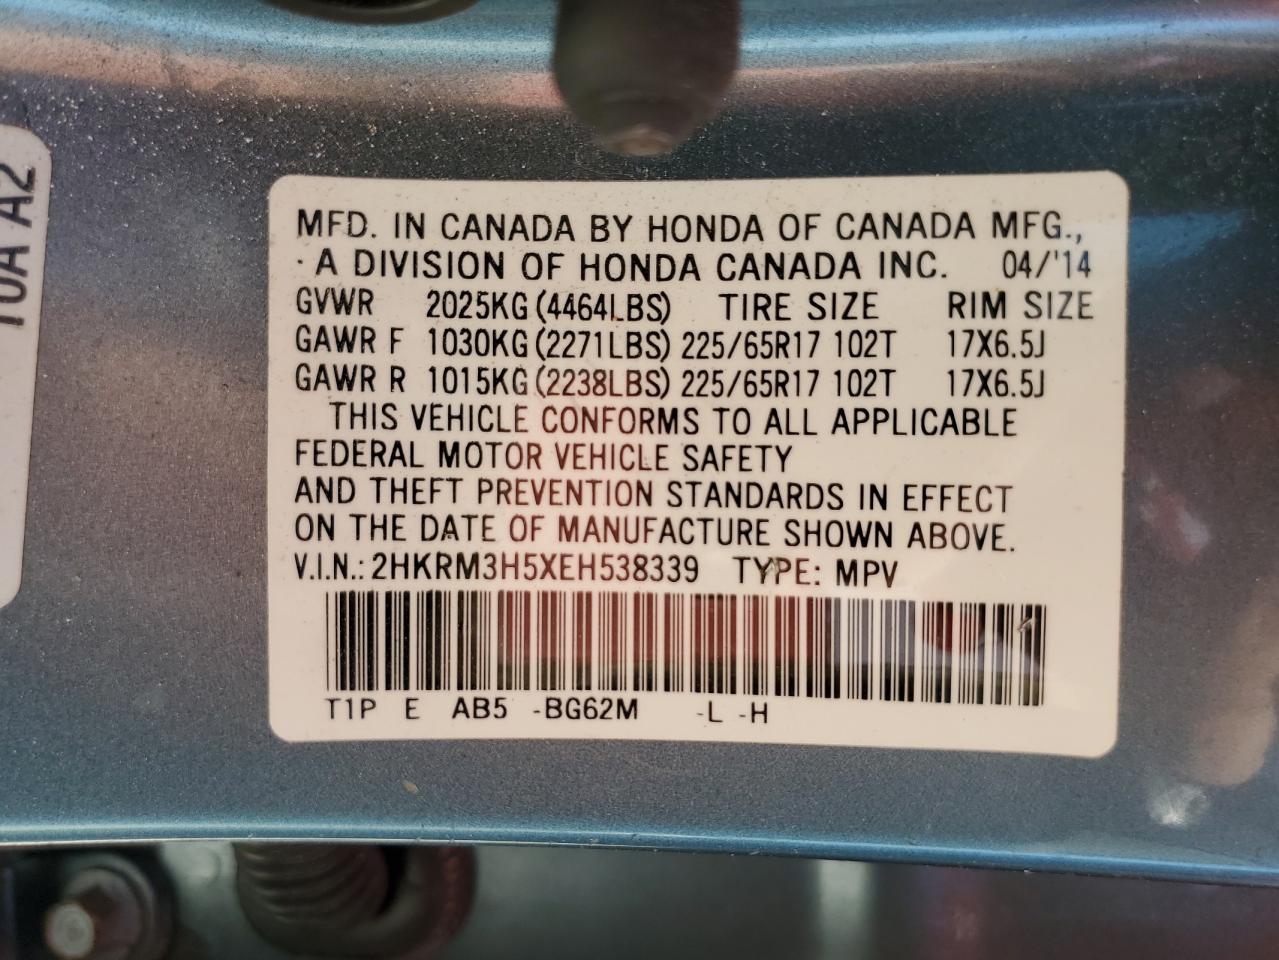 MFD. IN CANADA BY HONDA OF CANADA MFG.,
A DIVISION OF HONDA CANADA INC. 04/'14
GVWR 2025KG (4464LBS) TIRE SIZE RIM SIZE
GAWR F 1030KG (2271LBS) 225/65R17 102T 17X6.5J
GAWR R 1015KG (2238LBS) 225/65R17 102T 17X6.5J
THIS VEHICLE CONFORMS TO ALL APPLICABLE
FEDERAL MOTOR VEHICLE SAFETY
AND THEFT PREVENTION STANDARDS IN EFFECT
ON THE DATE OF MANUFACTURE SHOWN ABOVE.
V.I.N.: 2HKRM3H5XEH538339 TYPE: MPV
T1P E AB5 -BG62M -L -H
A2